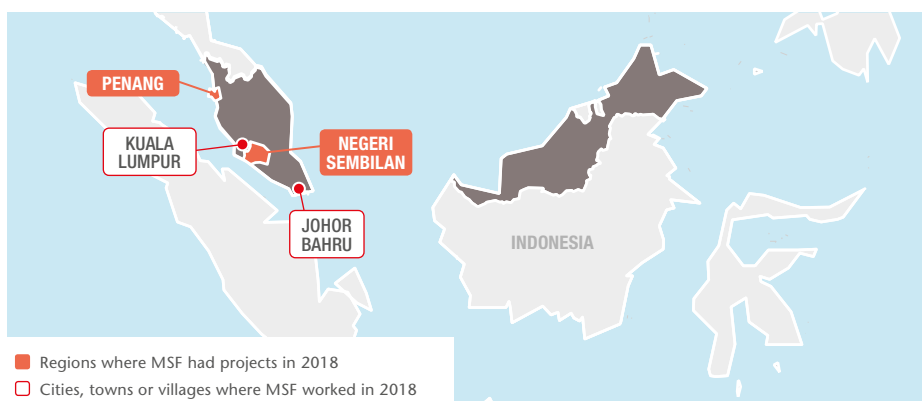 PENANG
KUALA
LUMPUR
NEGERI
SEMBILAN
JOHOR
BAHRU
INDONESIA
Regions where MSF had projects in 2018
Cities, towns or villages where MSF worked in 2018